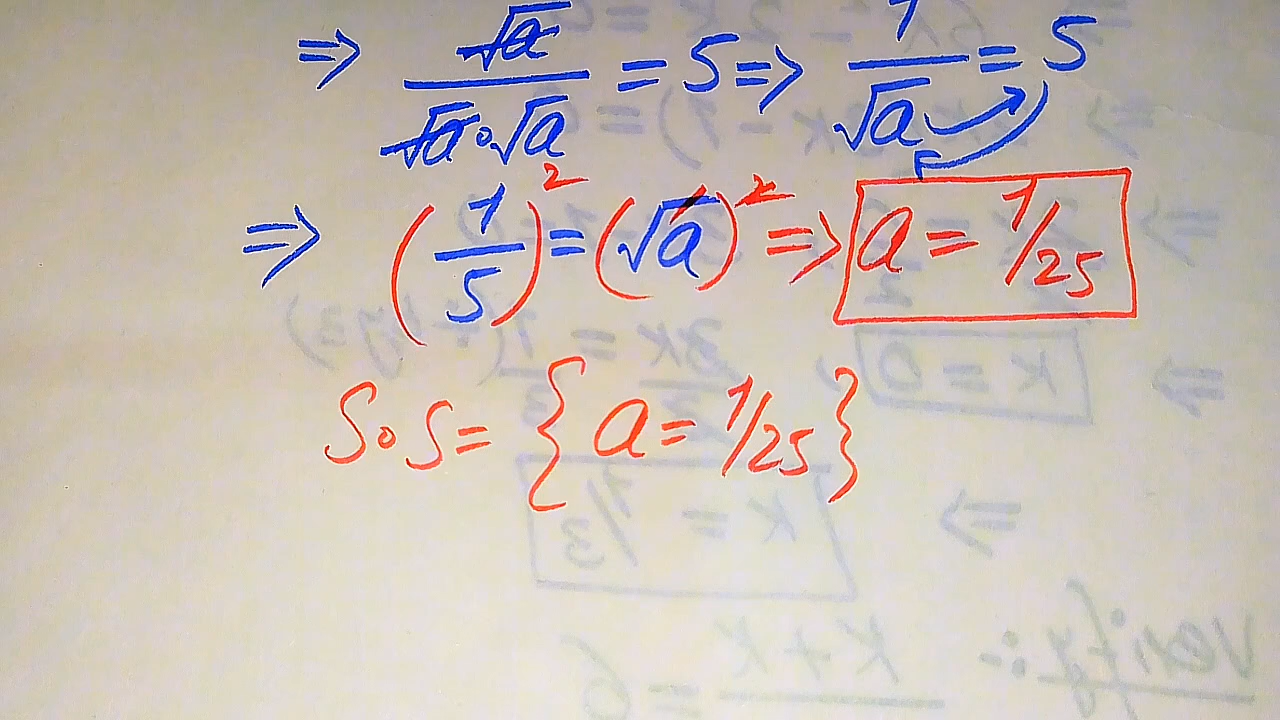 ⇒ √a / √a·√a = 5 ⇒ 1/√a = 5
⇒ (1/5)² = (√a)² ⇒ a = 1/25
S.S = { a = 1/25 }